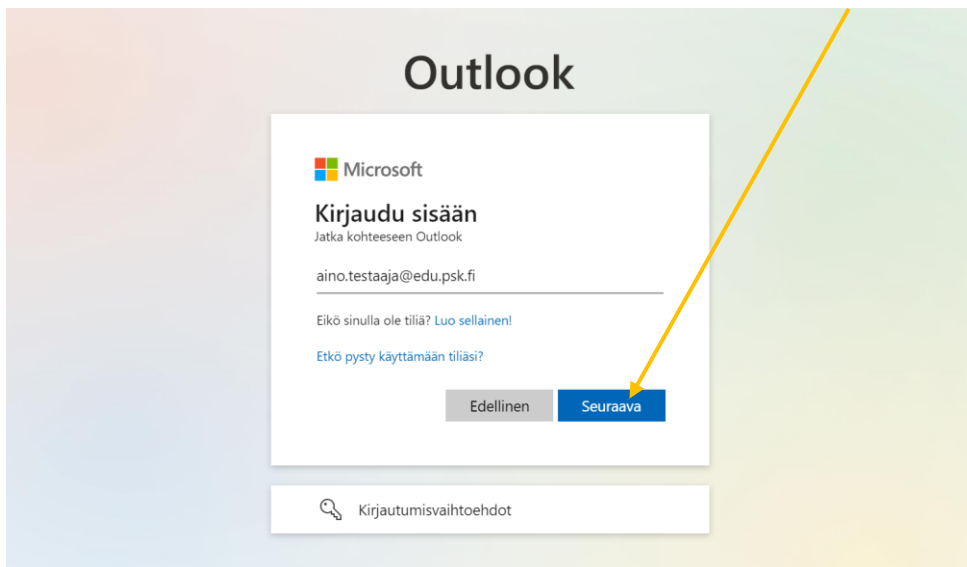 Outlook
Microsoft
Kirjaudu sisään
Jatka kohteeseen Outlook
aino.testaaja@edu.psk.fi
Eikö sinulla ole tiliä? Luo sellainen!
Etkö pysty käyttämään tiliäsi?
Edellinen
Seuraava
Kirjautumisvaihtoehdot